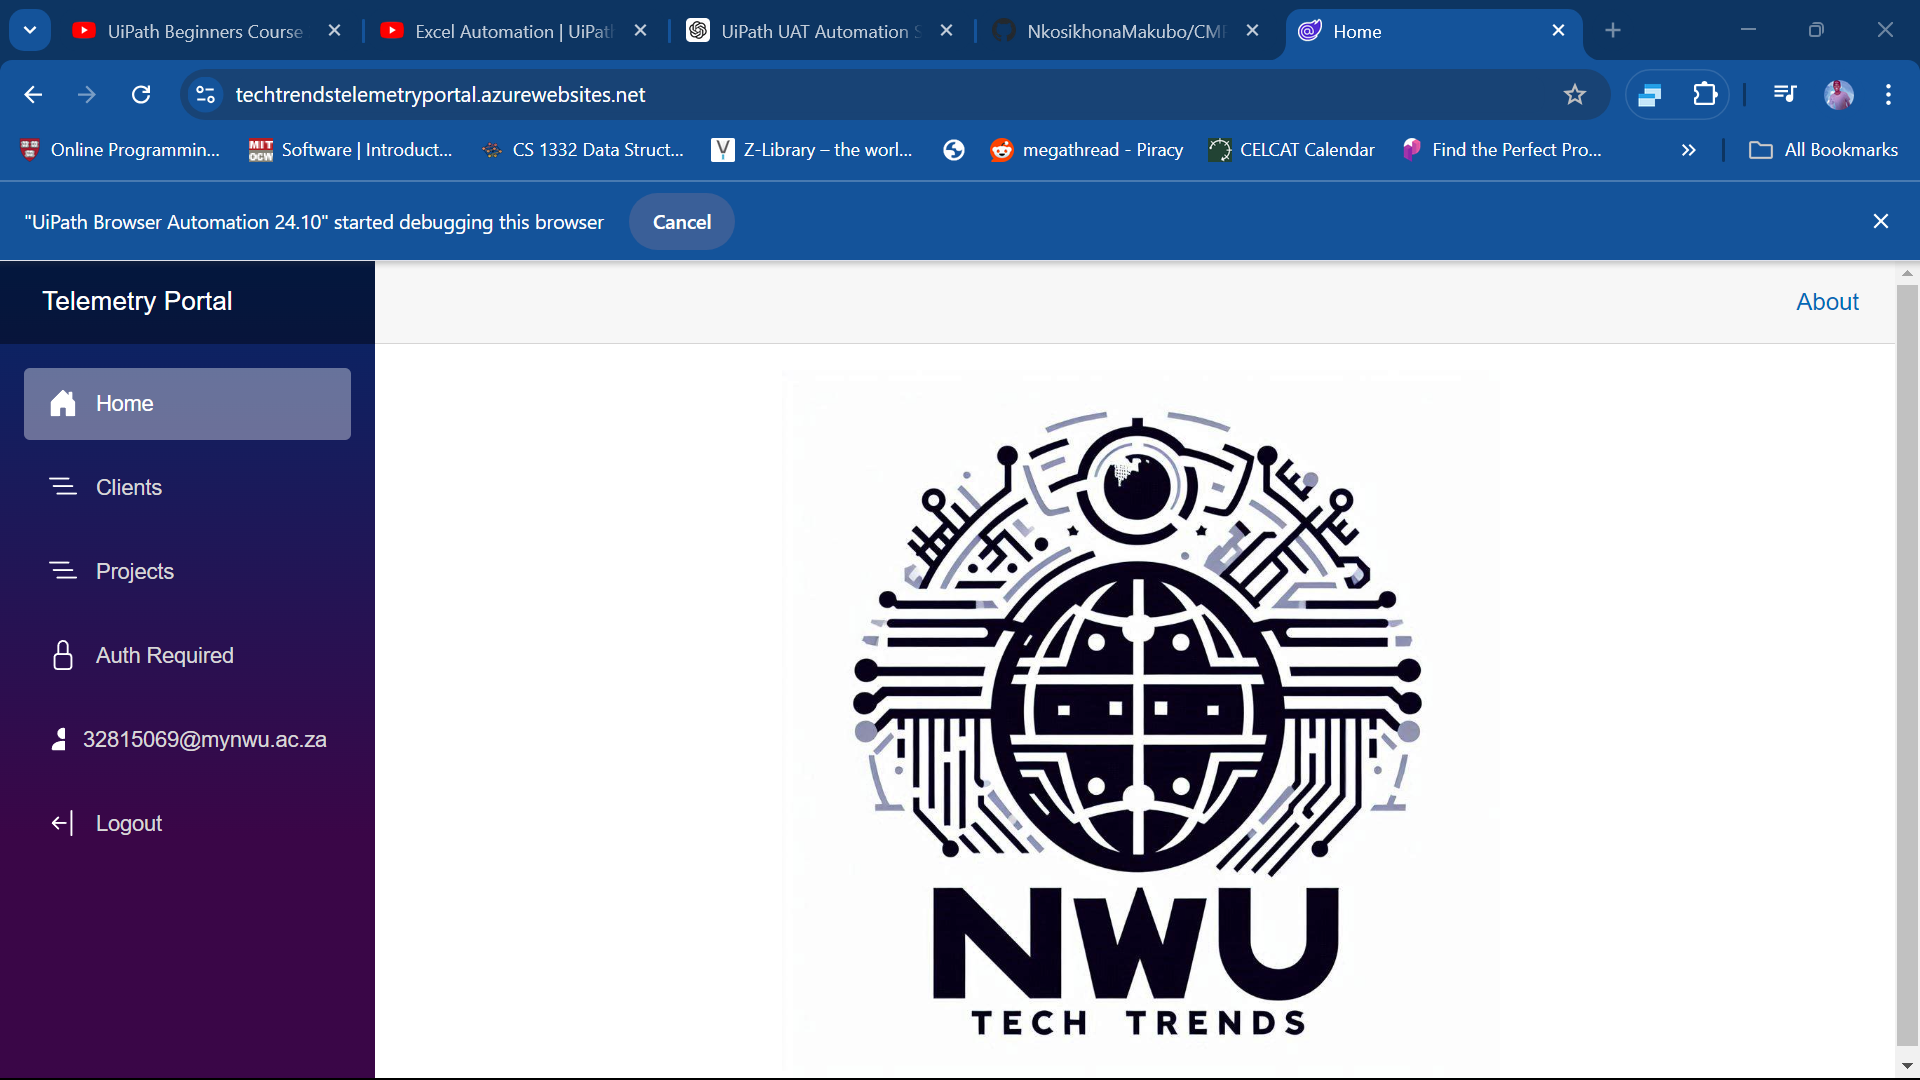 UiPath Beginners Course
Excel Automation | UiPat
UiPath UAT Automation S
NkosikhonaMakubo/CMP
Home
techtrendstelemetryportal.azurewebsites.net
Online Programmin...
MIT OCW
Software | Introduct...
CS 1332 Data Struct...
Z-Library – the worl...
megathread - Piracy
CELCAT Calendar
Find the Perfect Pro...
All Bookmarks
"UiPath Browser Automation 24.10" started debugging this browser
Cancel
Telemetry Portal
About
Home
Clients
Projects
Auth Required
32815069@mynwu.ac.za
Logout
NWU
TECH TRENDS